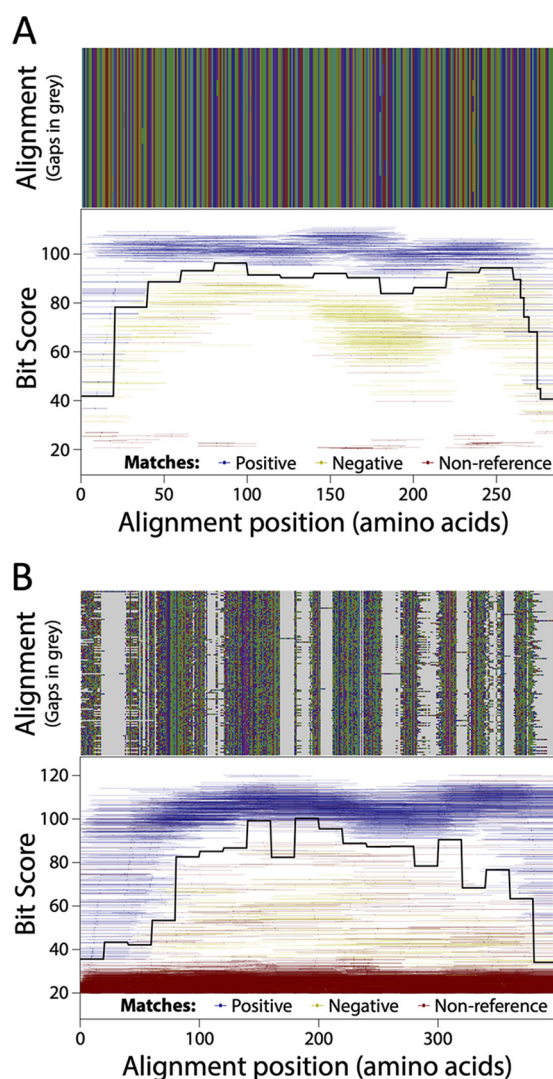 A
Alignment
(Gaps in grey)
Bit Score
100
80
60
40
20
Matches: Positive Negative Non-reference
0 50 100 150 200 250
Alignment position (amino acids)
B
Alignment
(Gaps in grey)
Bit Score
120
100
80
60
40
20
Matches: Positive Negative Non-reference
0 100 200 300
Alignment position (amino acids)